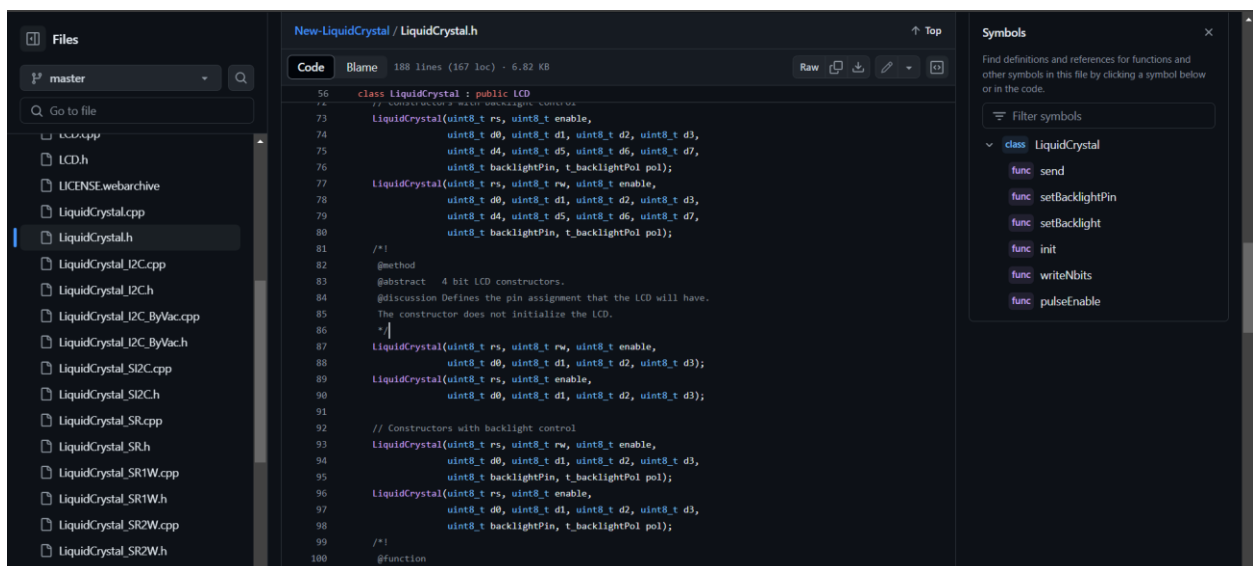 Files
master
Go to file
LCD.cpp
LCD.h
LICENSE.webarchive
LiquidCrystal.cpp
LiquidCrystal.h
LiquidCrystal_I2C.cpp
LiquidCrystal_I2C.h
LiquidCrystal_I2C_ByVac.cpp
LiquidCrystal_I2C_ByVac.h
LiquidCrystal_SI2C.cpp
LiquidCrystal_SI2C.h
LiquidCrystal_SR.cpp
LiquidCrystal_SR.h
LiquidCrystal_SR1W.cpp
LiquidCrystal_SR1W.h
LiquidCrystal_SR2W.cpp
LiquidCrystal_SR2W.h
New-LiquidCrystal / LiquidCrystal.h
Top
Code Blame 188 lines (167 loc) · 6.82 KB
Raw
56 class LiquidCrystal : public LCD
72 // Constructors with backlight control
73 LiquidCrystal(uint8_t rs, uint8_t enable,
74 uint8_t d0, uint8_t d1, uint8_t d2, uint8_t d3,
75 uint8_t d4, uint8_t d5, uint8_t d6, uint8_t d7,
76 uint8_t backlightPin, t_backlightPol pol);
77 LiquidCrystal(uint8_t rs, uint8_t rw, uint8_t enable,
78 uint8_t d0, uint8_t d1, uint8_t d2, uint8_t d3,
79 uint8_t d4, uint8_t d5, uint8_t d6, uint8_t d7,
80 uint8_t backlightPin, t_backlightPol pol);
81 /*!
82 @method
83 @abstract 4 bit LCD constructors.
84 @discussion Defines the pin assignment that the LCD will have.
85 The constructor does not initialize the LCD.
86 */
87 LiquidCrystal(uint8_t rs, uint8_t rw, uint8_t enable,
88 uint8_t d0, uint8_t d1, uint8_t d2, uint8_t d3);
89 LiquidCrystal(uint8_t rs, uint8_t enable,
90 uint8_t d0, uint8_t d1, uint8_t d2, uint8_t d3);
91
92 // Constructors with backlight control
93 LiquidCrystal(uint8_t rs, uint8_t rw, uint8_t enable,
94 uint8_t d0, uint8_t d1, uint8_t d2, uint8_t d3,
95 uint8_t backlightPin, t_backlightPol pol);
96 LiquidCrystal(uint8_t rs, uint8_t enable,
97 uint8_t d0, uint8_t d1, uint8_t d2, uint8_t d3,
98 uint8_t backlightPin, t_backlightPol pol);
99 /*!
100 @function
Symbols
Find definitions and references for functions and
other symbols in this file by clicking a symbol below
or in the code.
Filter symbols
class LiquidCrystal
func send
func setBacklightPin
func setBacklight
func init
func writeNbits
func pulseEnable